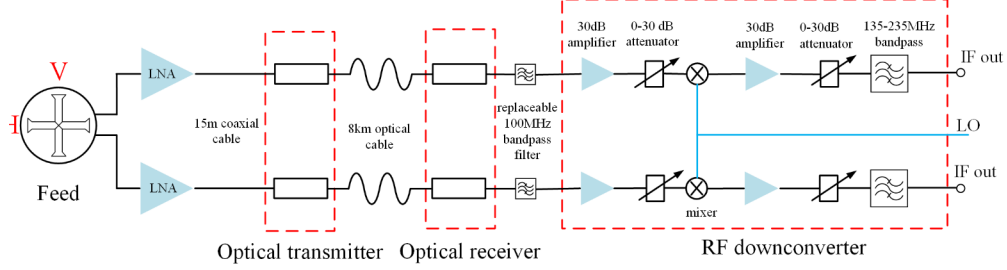 V
H
Feed
LNA
LNA
15m coaxial
cable
8km optical
cable
replaceable
100MHz
bandpass
filter
Optical transmitter
Optical receiver
30dB
amplifier
0-30 dB
attenuator
30dB
amplifier
0-30dB
attenuator
135-235MHz
bandpass
IF out
LO
IF out
mixer
RF downconverter